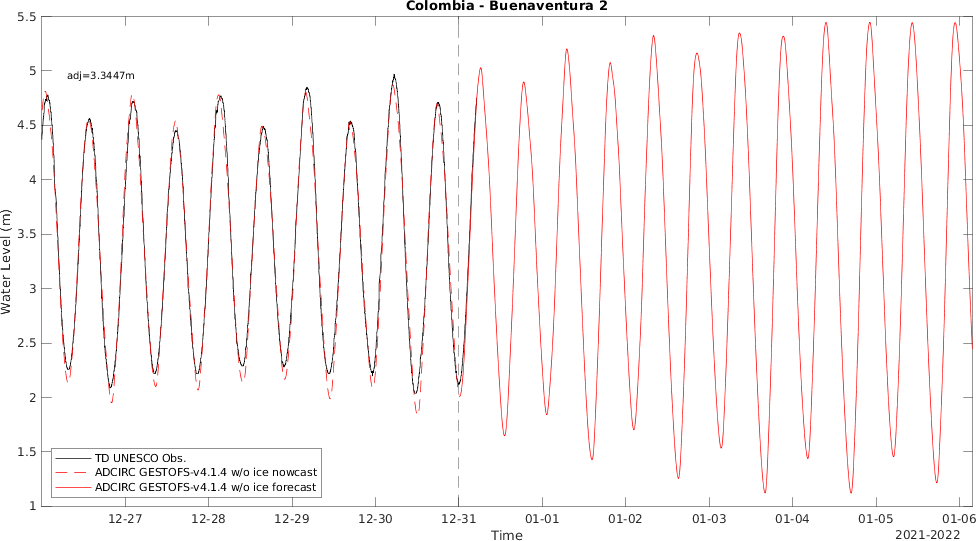 Colombia - Buenaventura 2
adj=3.3447m
Water Level (m)
5.5
5
4.5
4
3.5
3
2.5
2
1.5
1
TD UNESCO Obs.
ADCIRC GESTOFS-v4.1.4 w/o ice nowcast
ADCIRC GESTOFS-v4.1.4 w/o ice forecast
12-27 12-28 12-29 12-30 12-31 01-01 01-02 01-03 01-04 01-05 01-06
Time
2021-2022